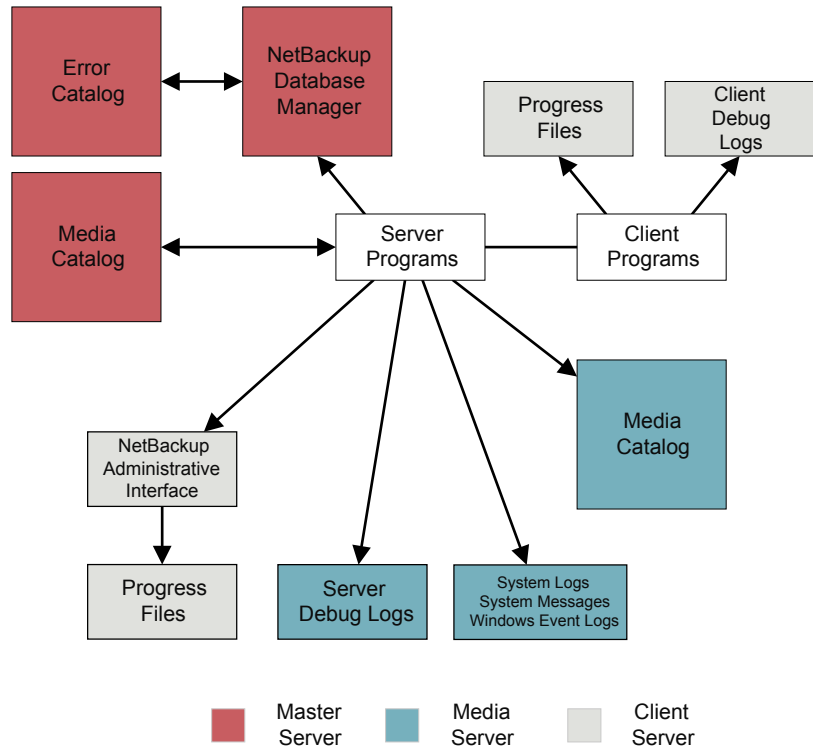 Error
Catalog
NetBackup
Database
Manager
Progress
Files
Client
Debug
Logs
Media
Catalog
Server
Programs
Client
Programs
Media
Catalog
NetBackup
Administrative
Interface
Progress
Files
Server
Debug Logs
System Logs
System Messages
Windows Event Logs
Master
Server
Media
Server
Client
Server